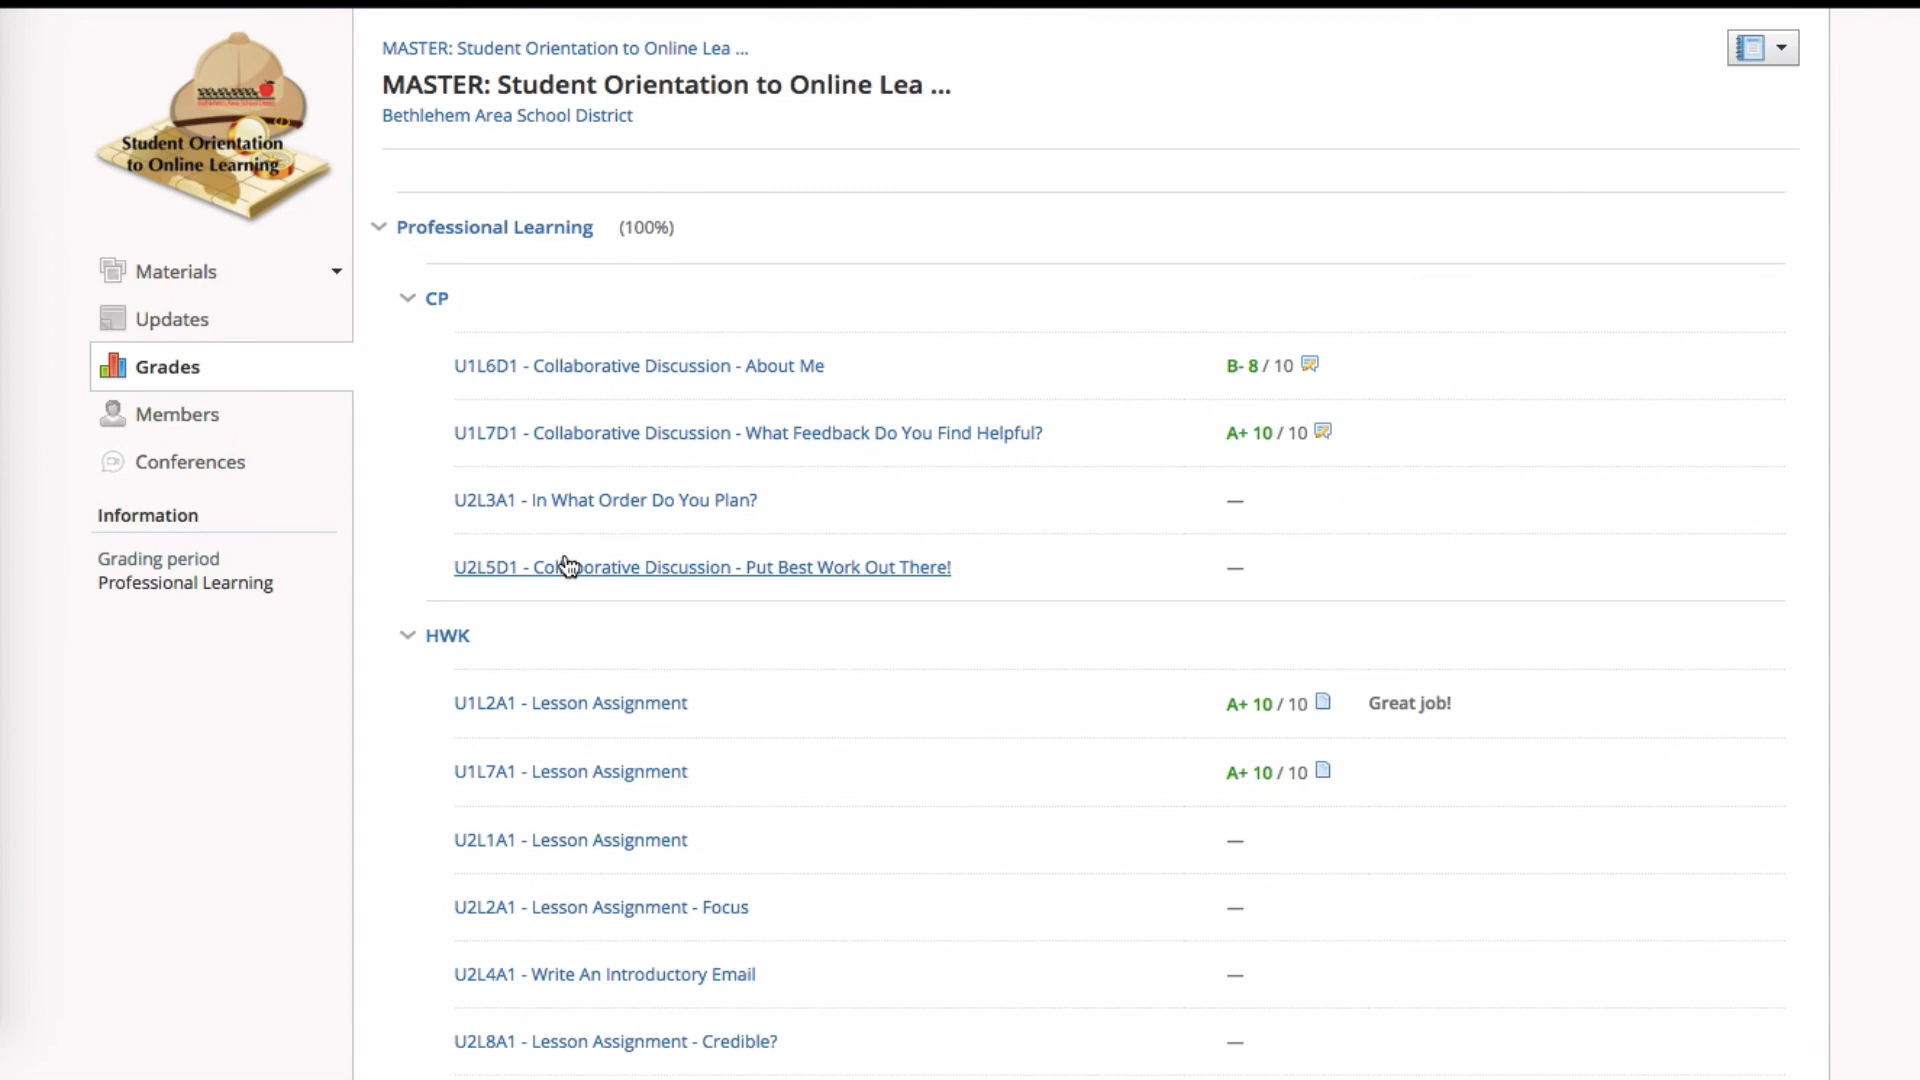 MASTER: Student Orientation to Online Lea ...
MASTER: Student Orientation to Online Lea ...
Bethlehem Area School District
Student Orientation
to Online Learning
Materials
Updates
Grades
Members
Conferences
Information
Grading period
Professional Learning
Professional Learning (100%)
CP
U1L6D1 - Collaborative Discussion - About Me B- 8 / 10
U1L7D1 - Collaborative Discussion - What Feedback Do You Find Helpful? A+ 10 / 10
U2L3A1 - In What Order Do You Plan? —
U2L5D1 - Collaborative Discussion - Put Best Work Out There! —
HWK
U1L2A1 - Lesson Assignment A+ 10 / 10 Great job!
U1L7A1 - Lesson Assignment A+ 10 / 10
U2L1A1 - Lesson Assignment —
U2L2A1 - Lesson Assignment - Focus —
U2L4A1 - Write An Introductory Email —
U2L8A1 - Lesson Assignment - Credible? —